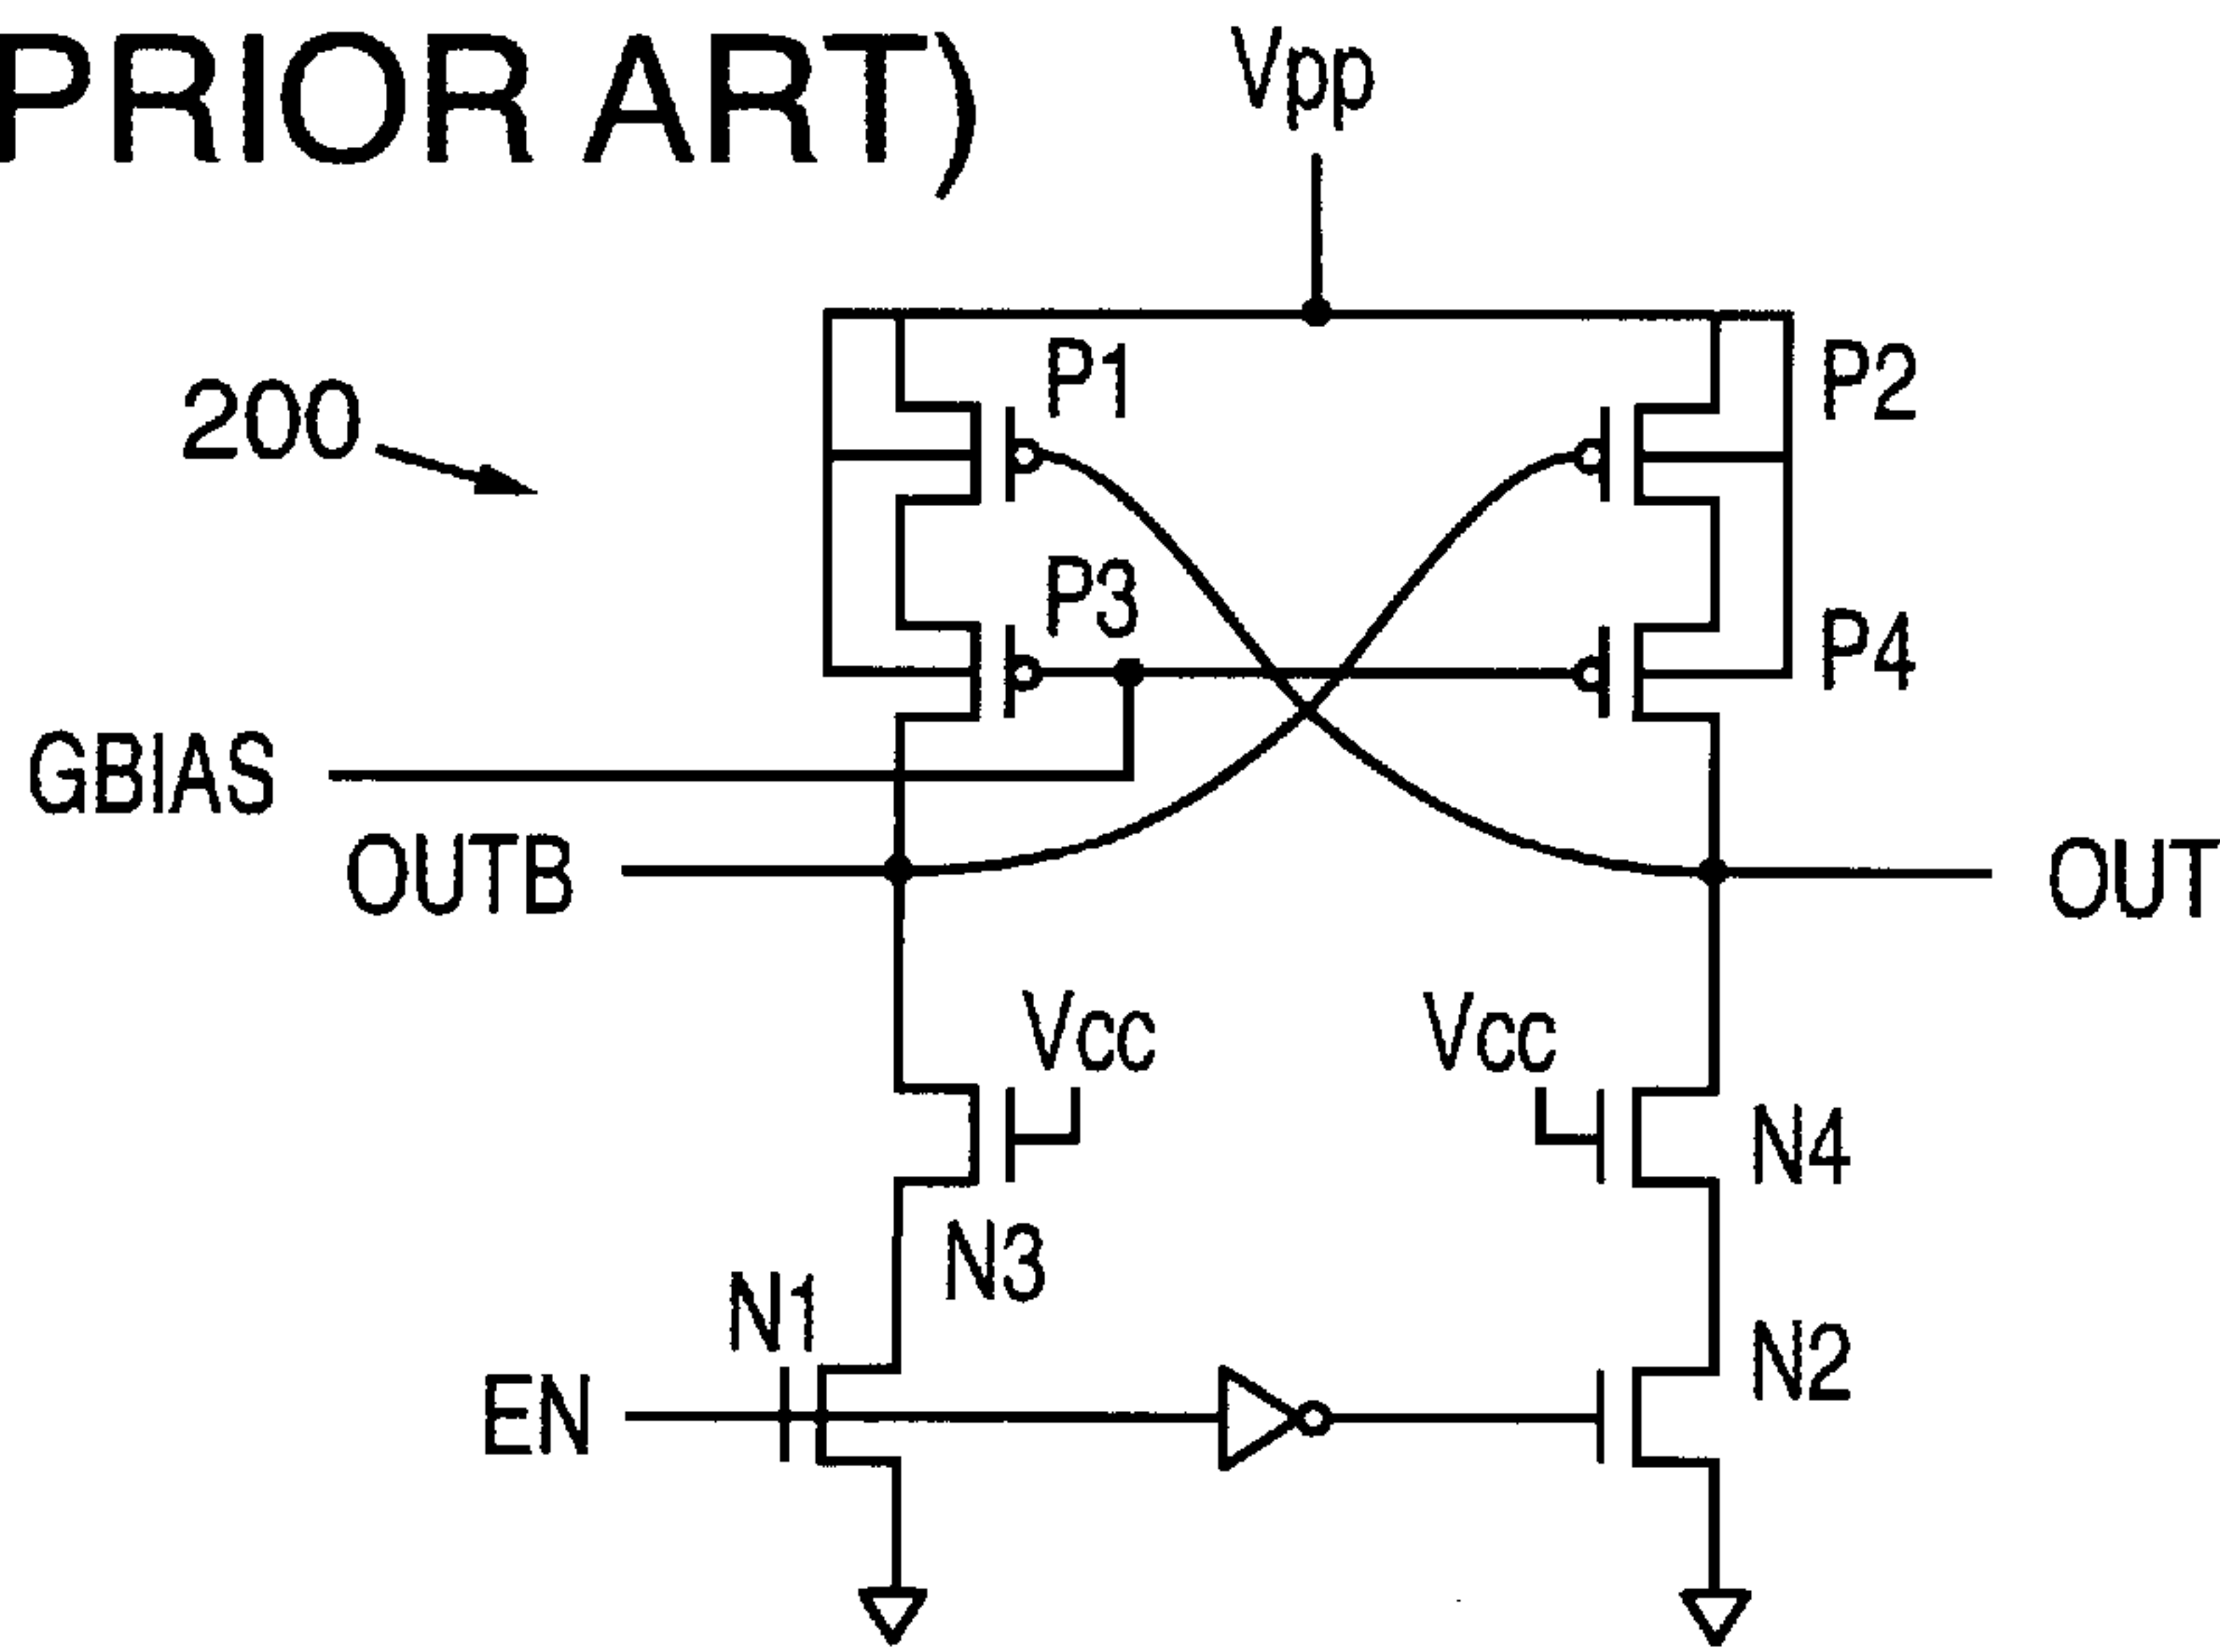 PRIOR ART)
Vpp
200
P1
P2
P3
P4
GBIAS
OUTB
OUT
Vcc
Vcc
N4
N3
N1
N2
EN